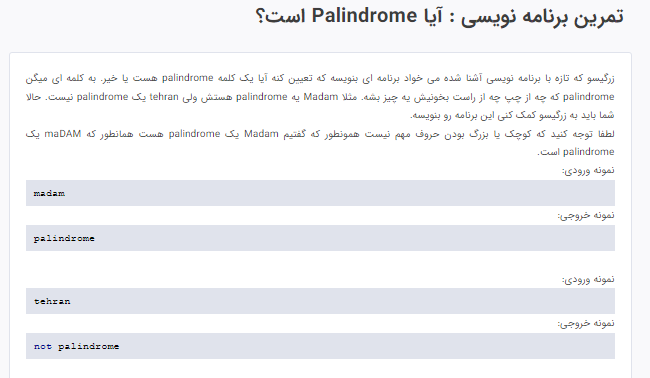 تمرین برنامه نویسی : آیا Palindrome است؟
زرگیسو که تازه با برنامه نویسی آشنا شده می خواد برنامه ای بنویسه که تعیین کنه آیا یک کلمه palindrome هست یا خیر. به کلمه ای میگن
palindrome که چه از چپ چه از راست بخونیش یه چیز بشه. مثلا Madam یه palindrome هستش ولی tehran یک palindrome نیست. حالا
شما باید به زرگیسو کمک کنی این برنامه رو بنویسه.
لطفا توجه کنید که کوچک یا بزرگ بودن حروف مهم نیست همونطور که گفتیم Madam یک palindrome هست همانطور که maDAM یک
palindrome است.
نمونه ورودی:
madam
نمونه خروجی:
palindrome
نمونه ورودی:
tehran
نمونه خروجی:
not palindrome